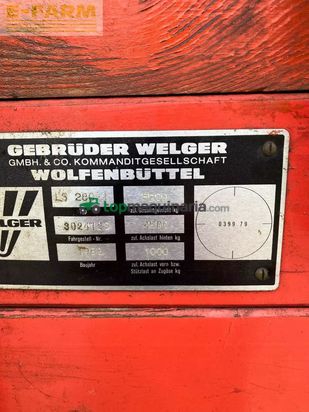 E-FARM
GEBRÜDER WELGER
GMBH. & CO. KOMMANDITGESELLSCHAFT
WOLFENBÜTTEL
WELGER
topmaquinaria.com
zul. Gesamtgewicht kg
Fahrgestell - Nr.
zul. Achslast hinten kg
Baujahr
1000
zul. Achslast vorn bzw.
Stützlast an Zugöse kg
0399 79